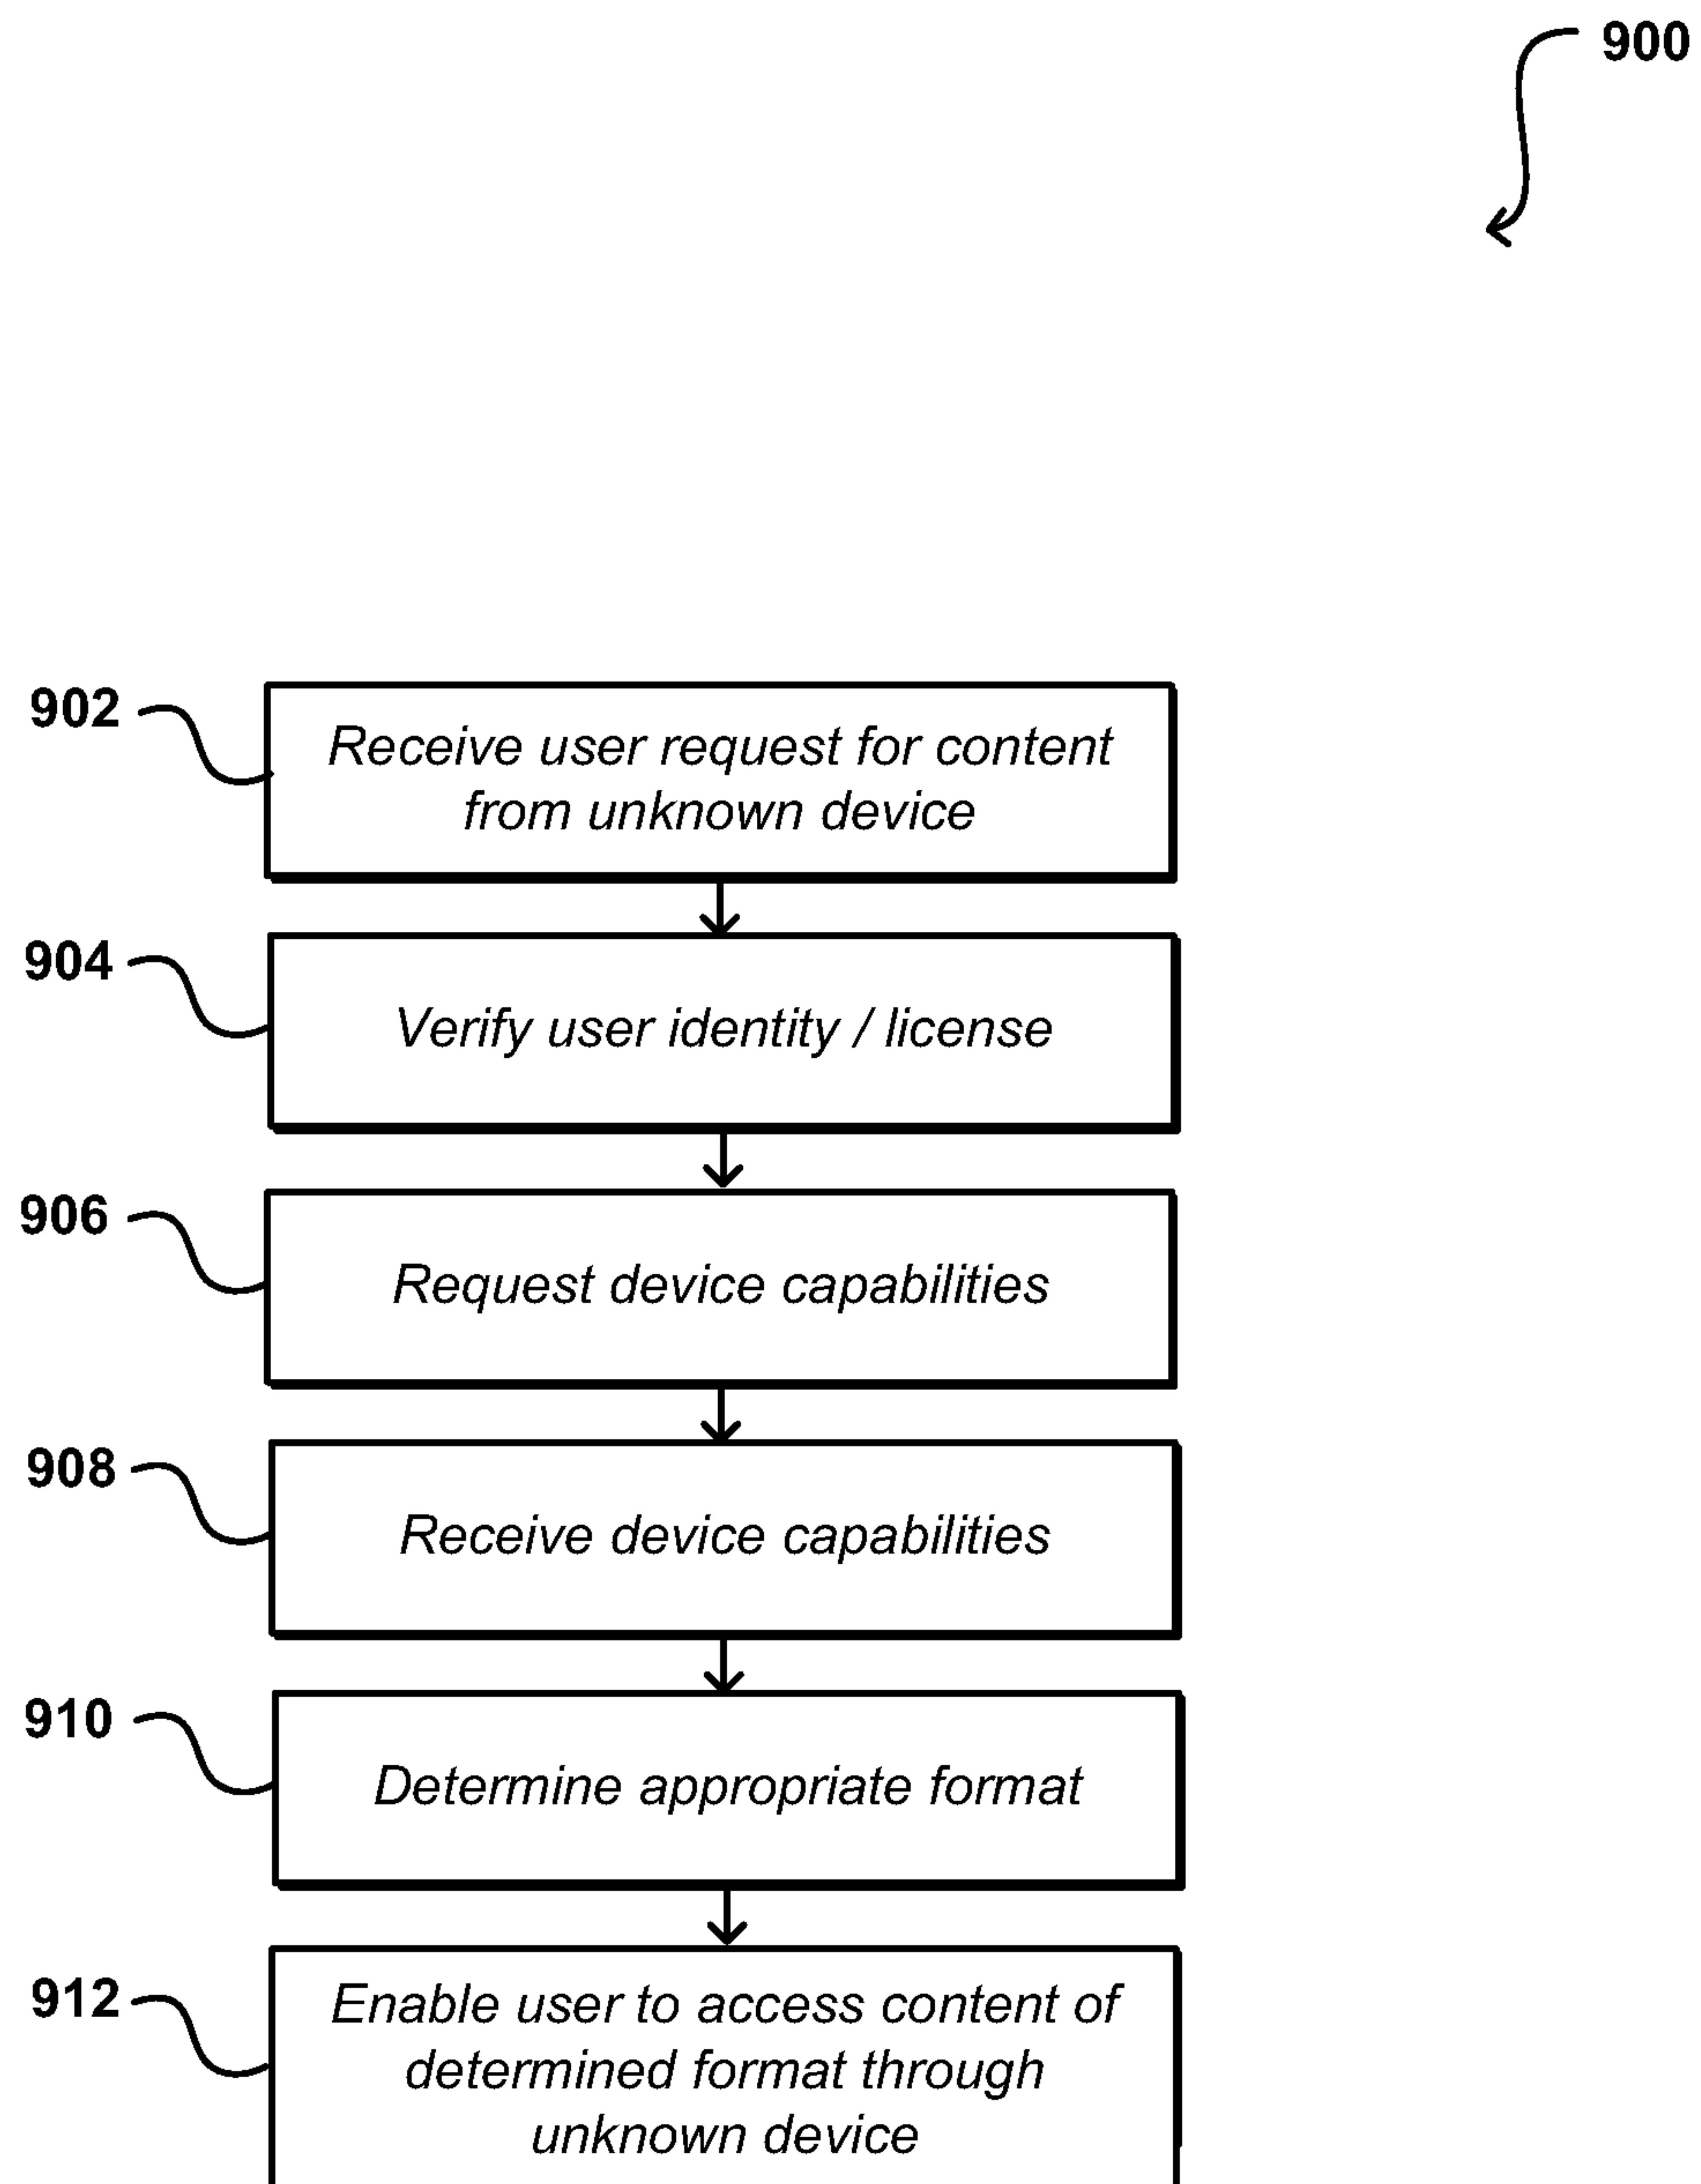 900
902
Receive user request for content
from unknown device
904
Verify user identity / license
906
Request device capabilities
908
Receive device capabilities
910
Determine appropriate format
912
Enable user to access content of
determined format through
unknown device